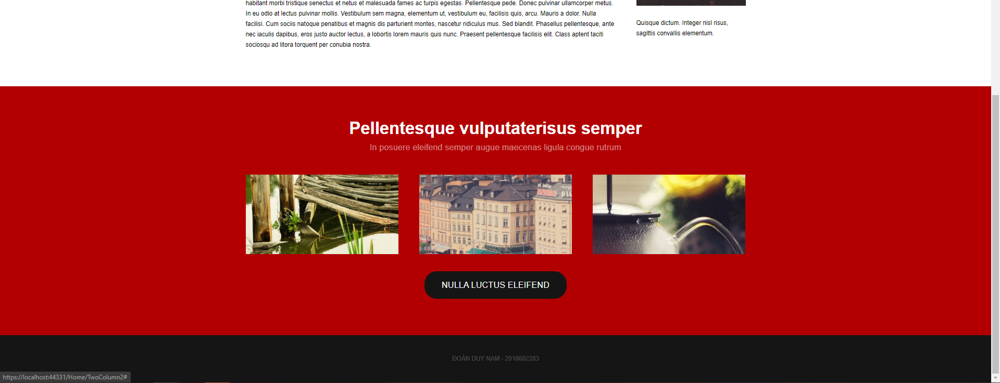 habitant morbi tristique senectus et netus et malesuada fames ac turpis egestas. Pellentesque pede. Donec pulvinar ullamcorper metus.
In eu odio at lectus pulvinar mollis. Vestibulum sem magna, elementum ut, vestibulum eu, facilisis quis, arcu. Mauris a dolor. Nulla
facilisi. Cum sociis natoque penatibus et magnis dis parturient montes, nascetur ridiculus mus. Sed blandit. Phasellus pellentesque, ante
nec iaculis dapibus, eros justo auctor lectus, a lobortis lorem mauris quis nunc. Praesent pellentesque facilisis elit. Class aptent taciti
sociosqu ad litora torquent per conubia nostra.
Quisque dictum. Integer nisl risus,
sagittis convallis elementum.
Pellentesque vulputaterisus semper
In posuere eleifend semper augue maecenas ligula congue rutrum
NULLA LUCTUS ELEIFEND
ĐOÀN DUY NAM - 2018602283
https://localhost:44331/Home/TwoColumn2#